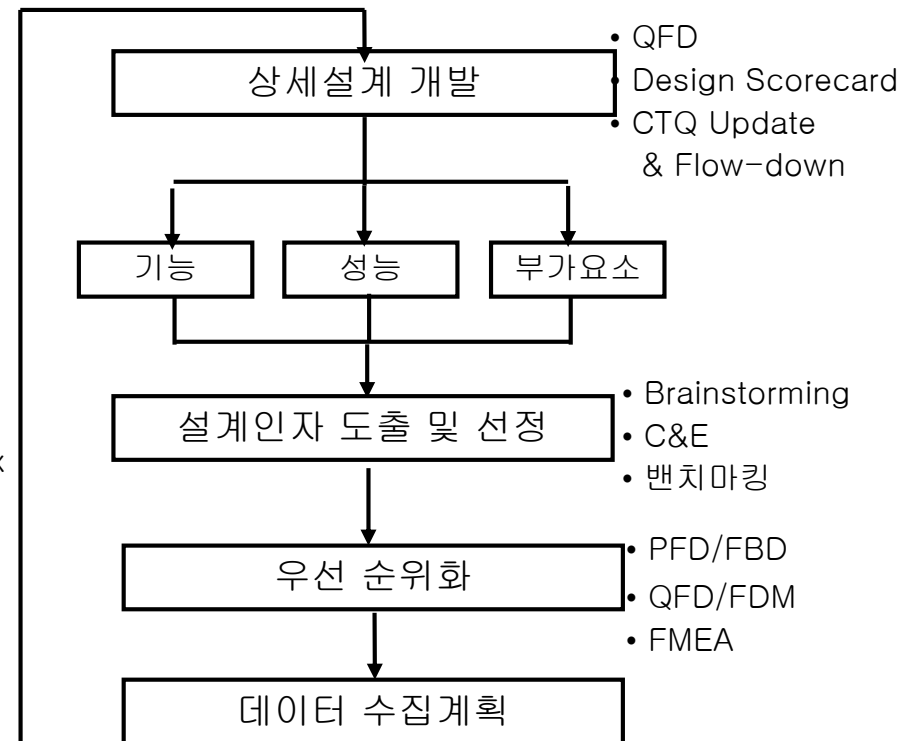 • QFD
상세설계 개발
• Design Scorecard
• CTQ Update
& Flow-down
기능
성능
부가요소
• Brainstorming
설계인자 도출 및 선정
• C&E
• 밴치마킹
x
• PFD/FBD
우선 순위화
• QFD/FDM
• FMEA
데이터 수집계획